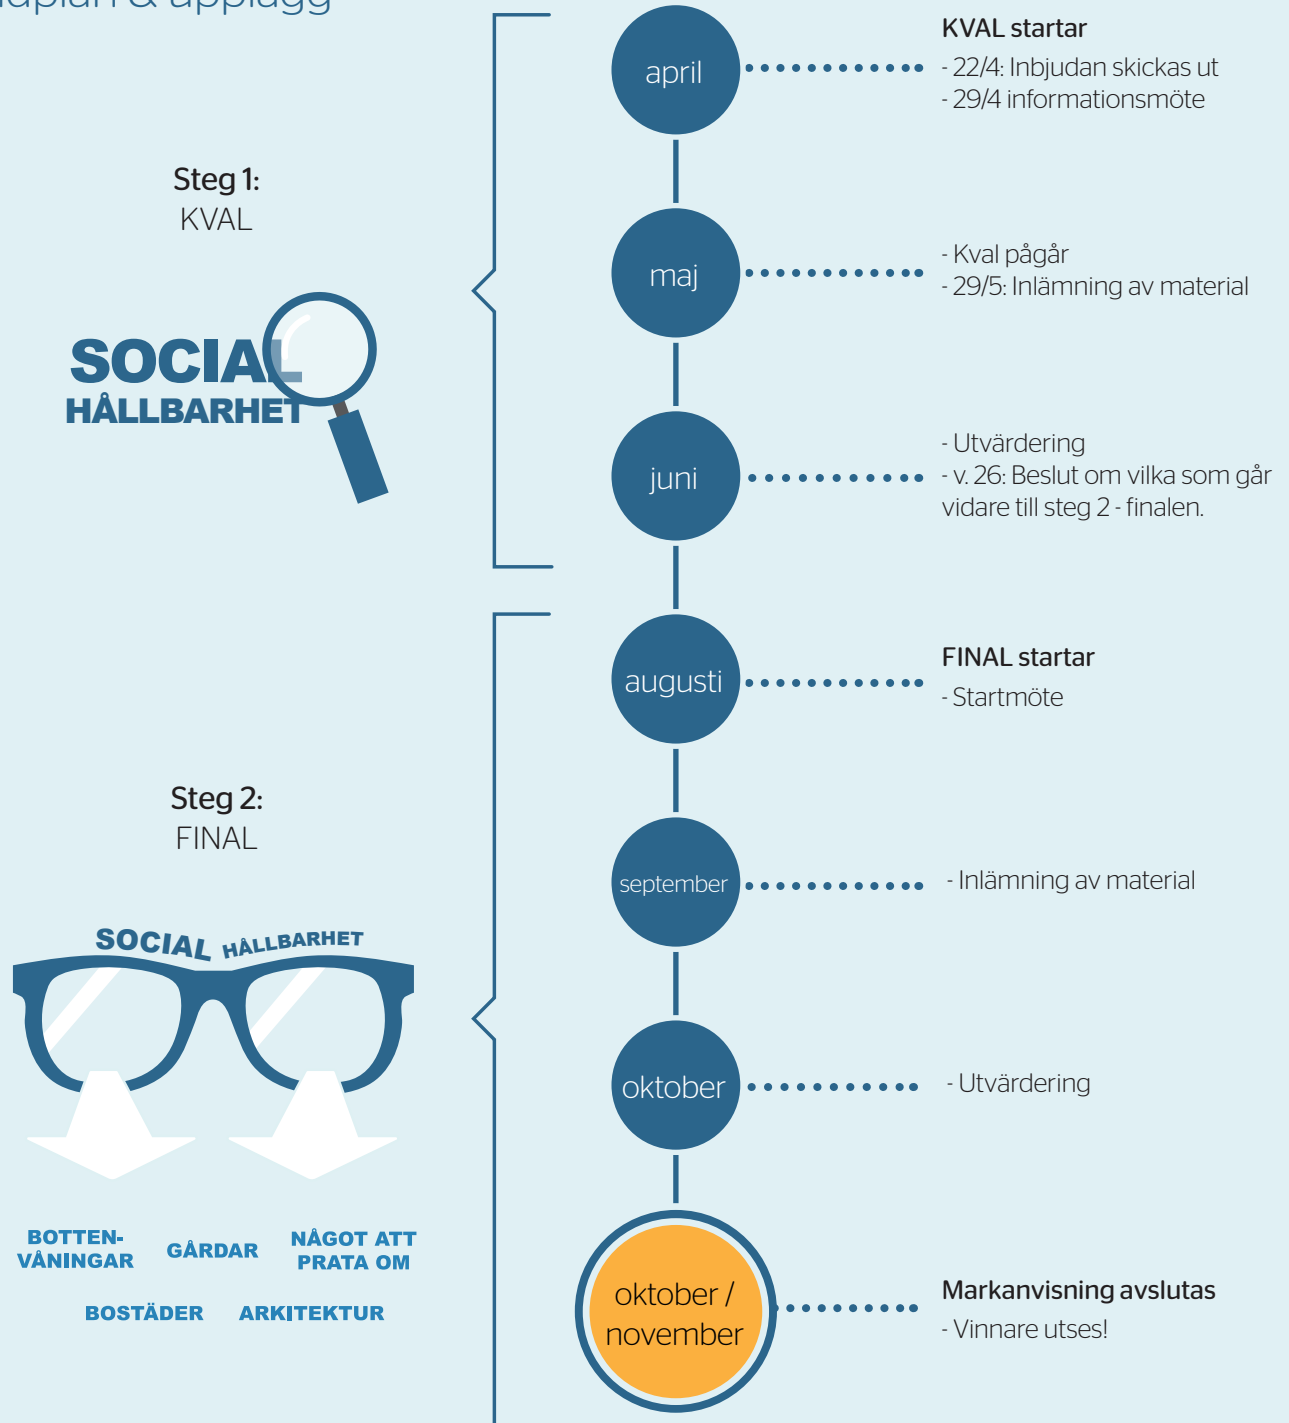 & upplägg
KVAL startar
april
- 22/4: Inbjudan skickas ut
- 29/4 informationsmöte
Steg 1:
KVAL
maj
- Kval pågår
- 29/5: Inlämning av material
SOCIAL
HÅLLBARHET
juni
- Utvärdering
- v. 26: Beslut om vilka som går
vidare till steg 2 - finalen.
augusti
FINAL startar
- Startmöte
Steg 2:
FINAL
september
- Inlämning av material
SOCIAL HÅLLBARHET
oktober
- Utvärdering
BOTTEN-
VÅNINGAR
GÅRDAR
NÅGOT ATT
PRATA OM
BOSTÄDER
ARKITEKTUR
oktober /
november
Markanvisning avslutas
- Vinnare utses!